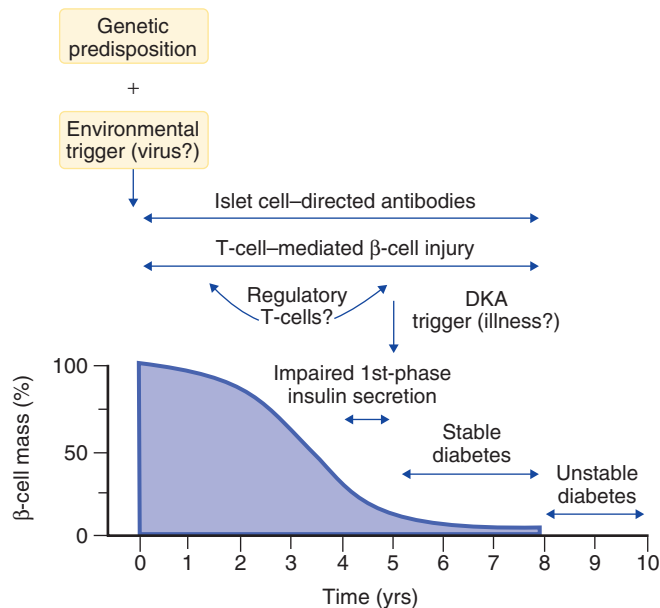 Genetic
predisposition
+
Environmental
trigger (virus?)
Islet cell–directed antibodies
T-cell–mediated β-cell injury
Regulatory
T-cells?
DKA
trigger (illness?)
Impaired 1st-phase
insulin secretion
Stable
diabetes
Unstable
diabetes
β-cell mass (%)
100
50
0
0 1 2 3 4 5 6 7 8 9 10
Time (yrs)